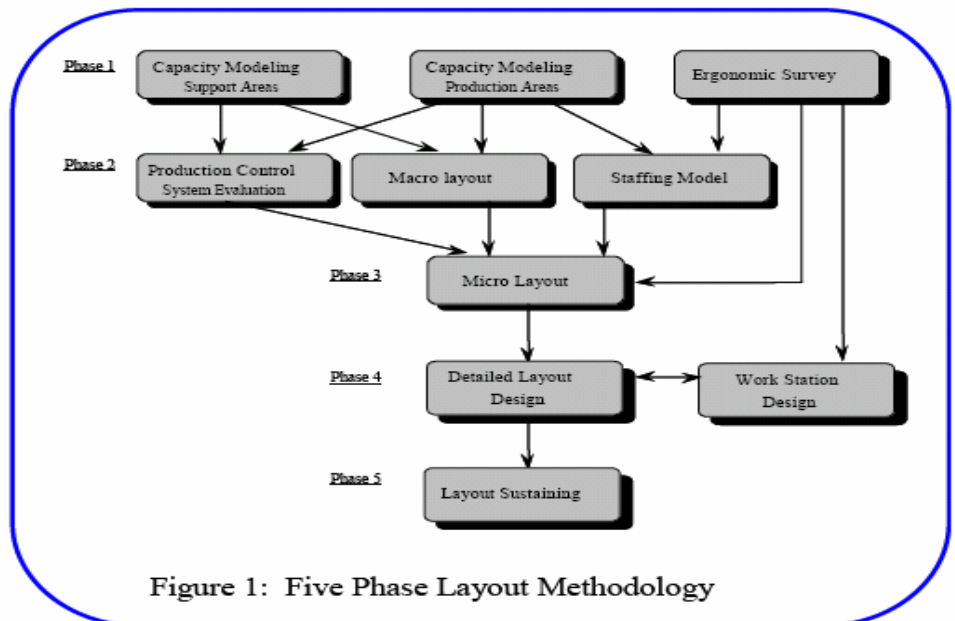 Phase 1
Capacity Modeling
Support Areas
Capacity Modeling
Production Areas
Ergonomic Survey
Phase 2
Production Control
System Evaluation
Macro layout
Staffing Model
Phase 3
Micro Layout
Phase 4
Detailed Layout
Design
Work Station
Design
Phase 5
Layout Sustaining
Figure 1: Five Phase Layout Methodology